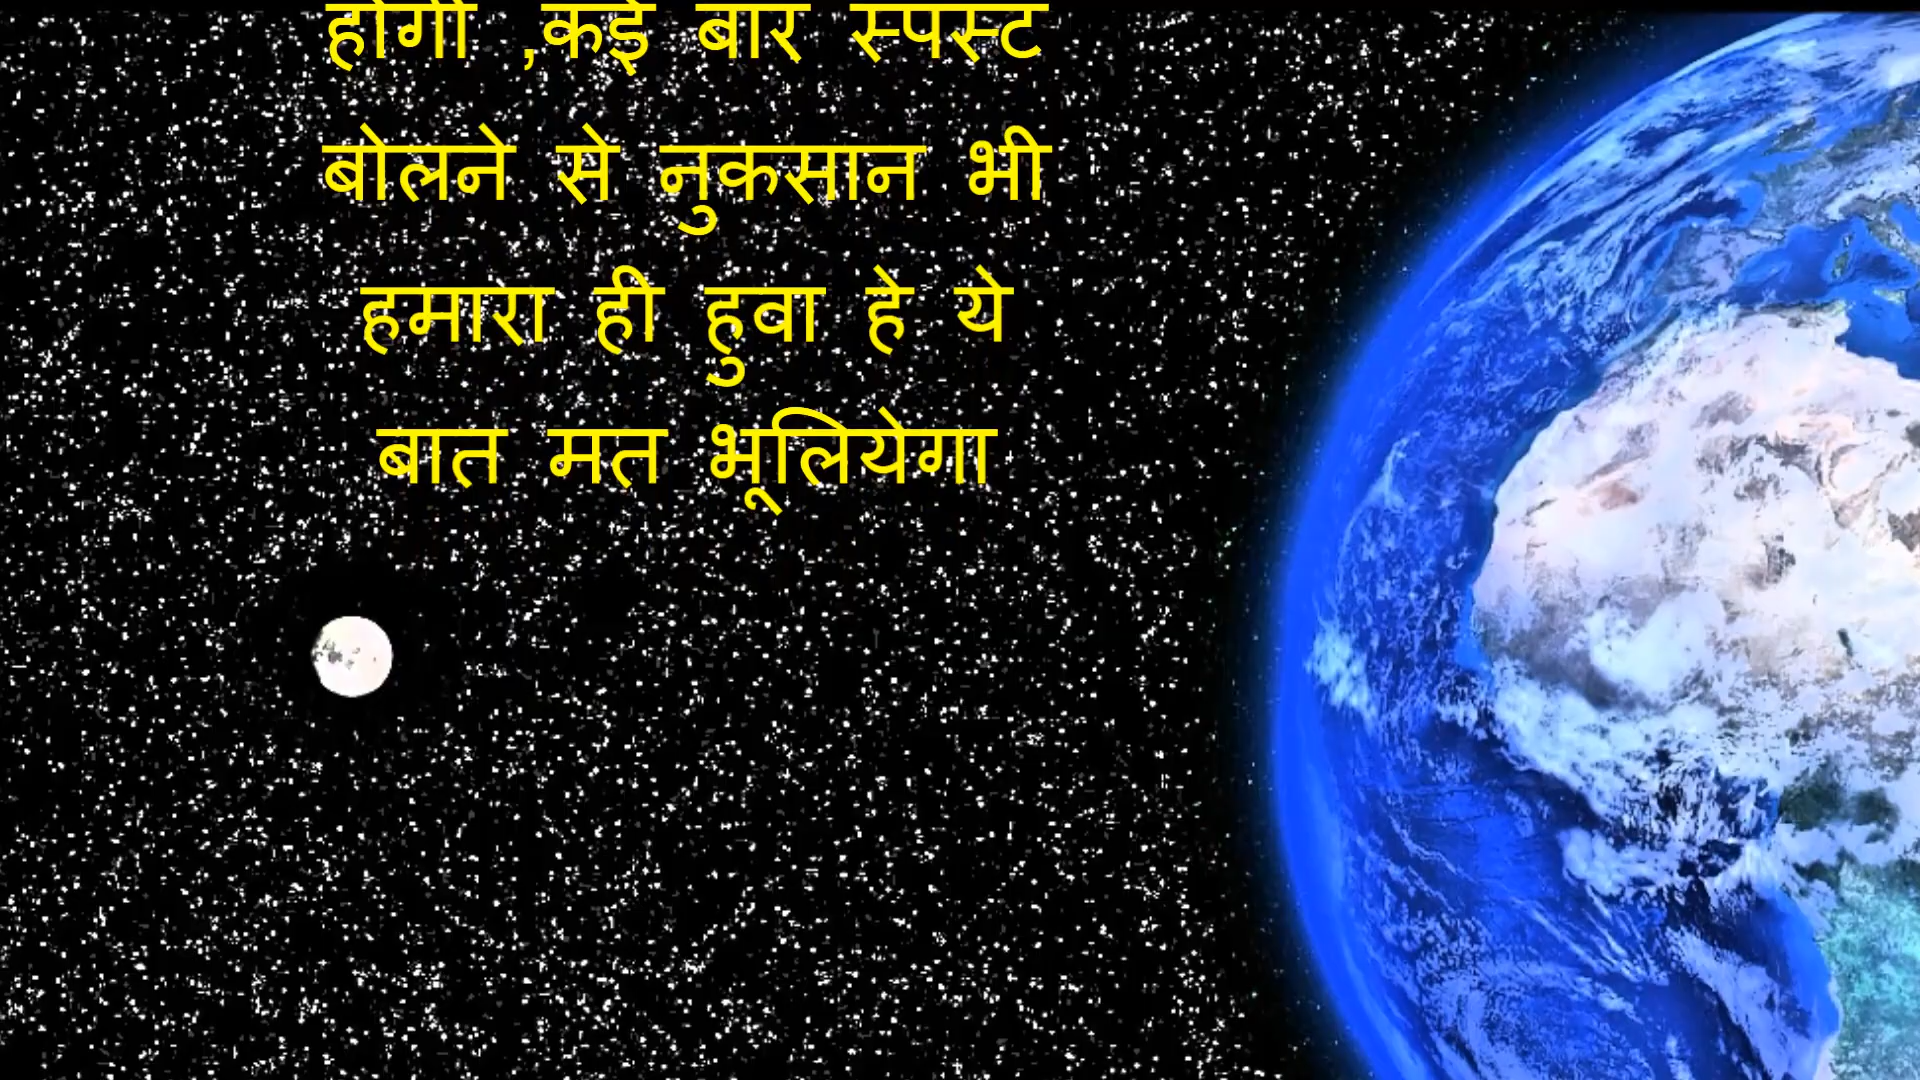 होगी ,कई बार स्पस्ट
बोलने से नुकसान भी
हमारा ही हुवा हे ये
बात मत भूलियेगा